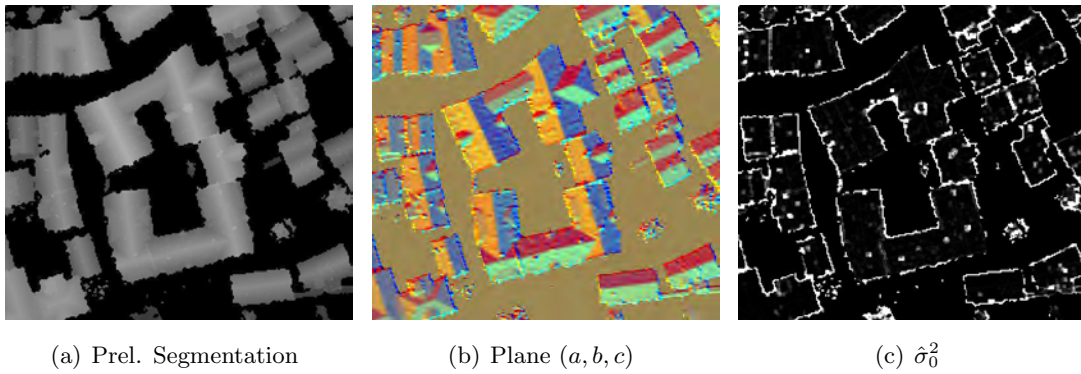 (a) Prel. Segmentation
(b) Plane (a, b, c)
(c) σ̂₀²